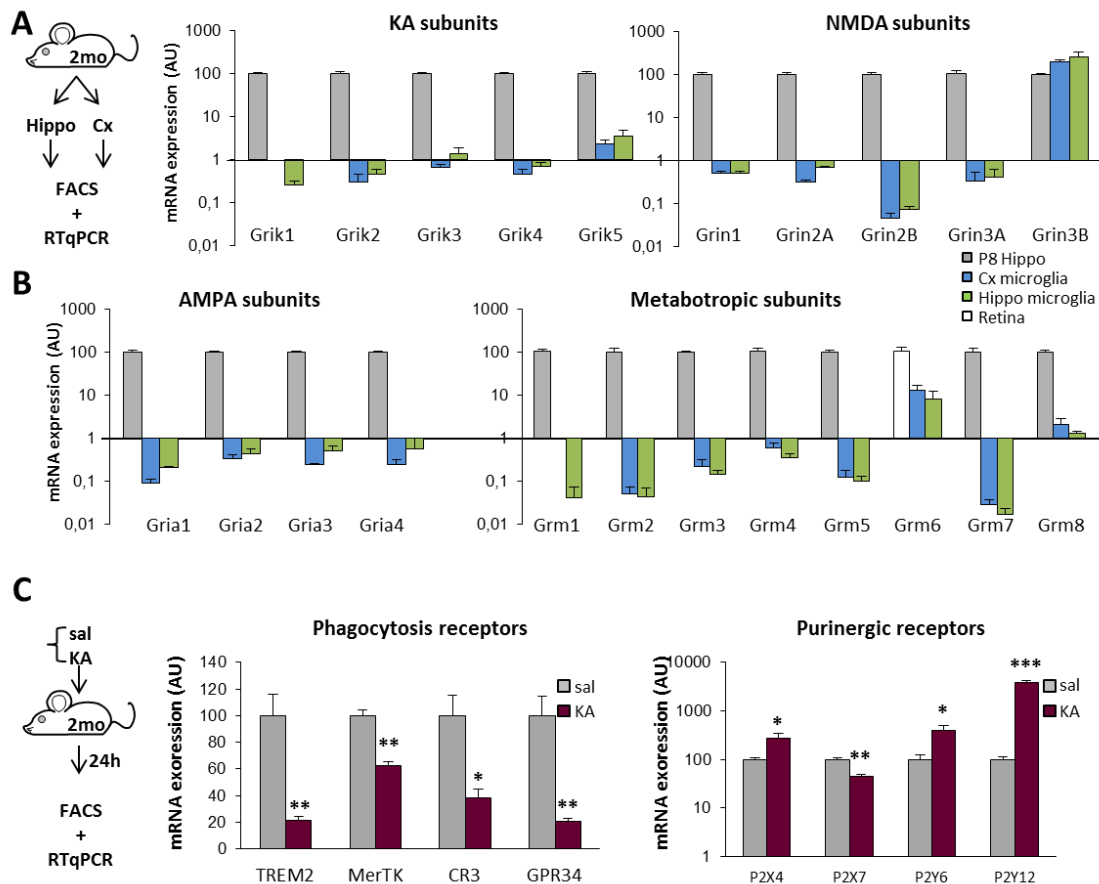 A
2mo
Hippo Cx
FACS
+
RTqPCR
KA subunits
mRNA expression (AU)
1000
100
10
1
0,1
0,01
Grik1 Grik2 Grik3 Grik4 Grik5
NMDA subunits
1000
100
10
1
0,1
0,01
Grin1 Grin2A Grin2B Grin3A Grin3B
P8 Hippo
Cx microglia
Hippo microglia
Retina
B
AMPA subunits
mRNA expression (AU)
1000
100
10
1
0,1
0,01
Gria1 Gria2 Gria3 Gria4
Metabotropic subunits
1000
100
10
1
0,1
0,01
Grm1 Grm2 Grm3 Grm4 Grm5 Grm6 Grm7 Grm8
C
sal
KA
2mo
24h
FACS
+
RTqPCR
Phagocytosis receptors
mRNA exoression (AU)
140
120
100
80
60
40
20
0
sal
KA
** ** * **
TREM2 MerTK CR3 GPR34
Purinergic receptors
mRNA exoression (AU)
10000
1000
100
10
1
sal
KA
* ** * ***
P2X4 P2X7 P2Y6 P2Y12